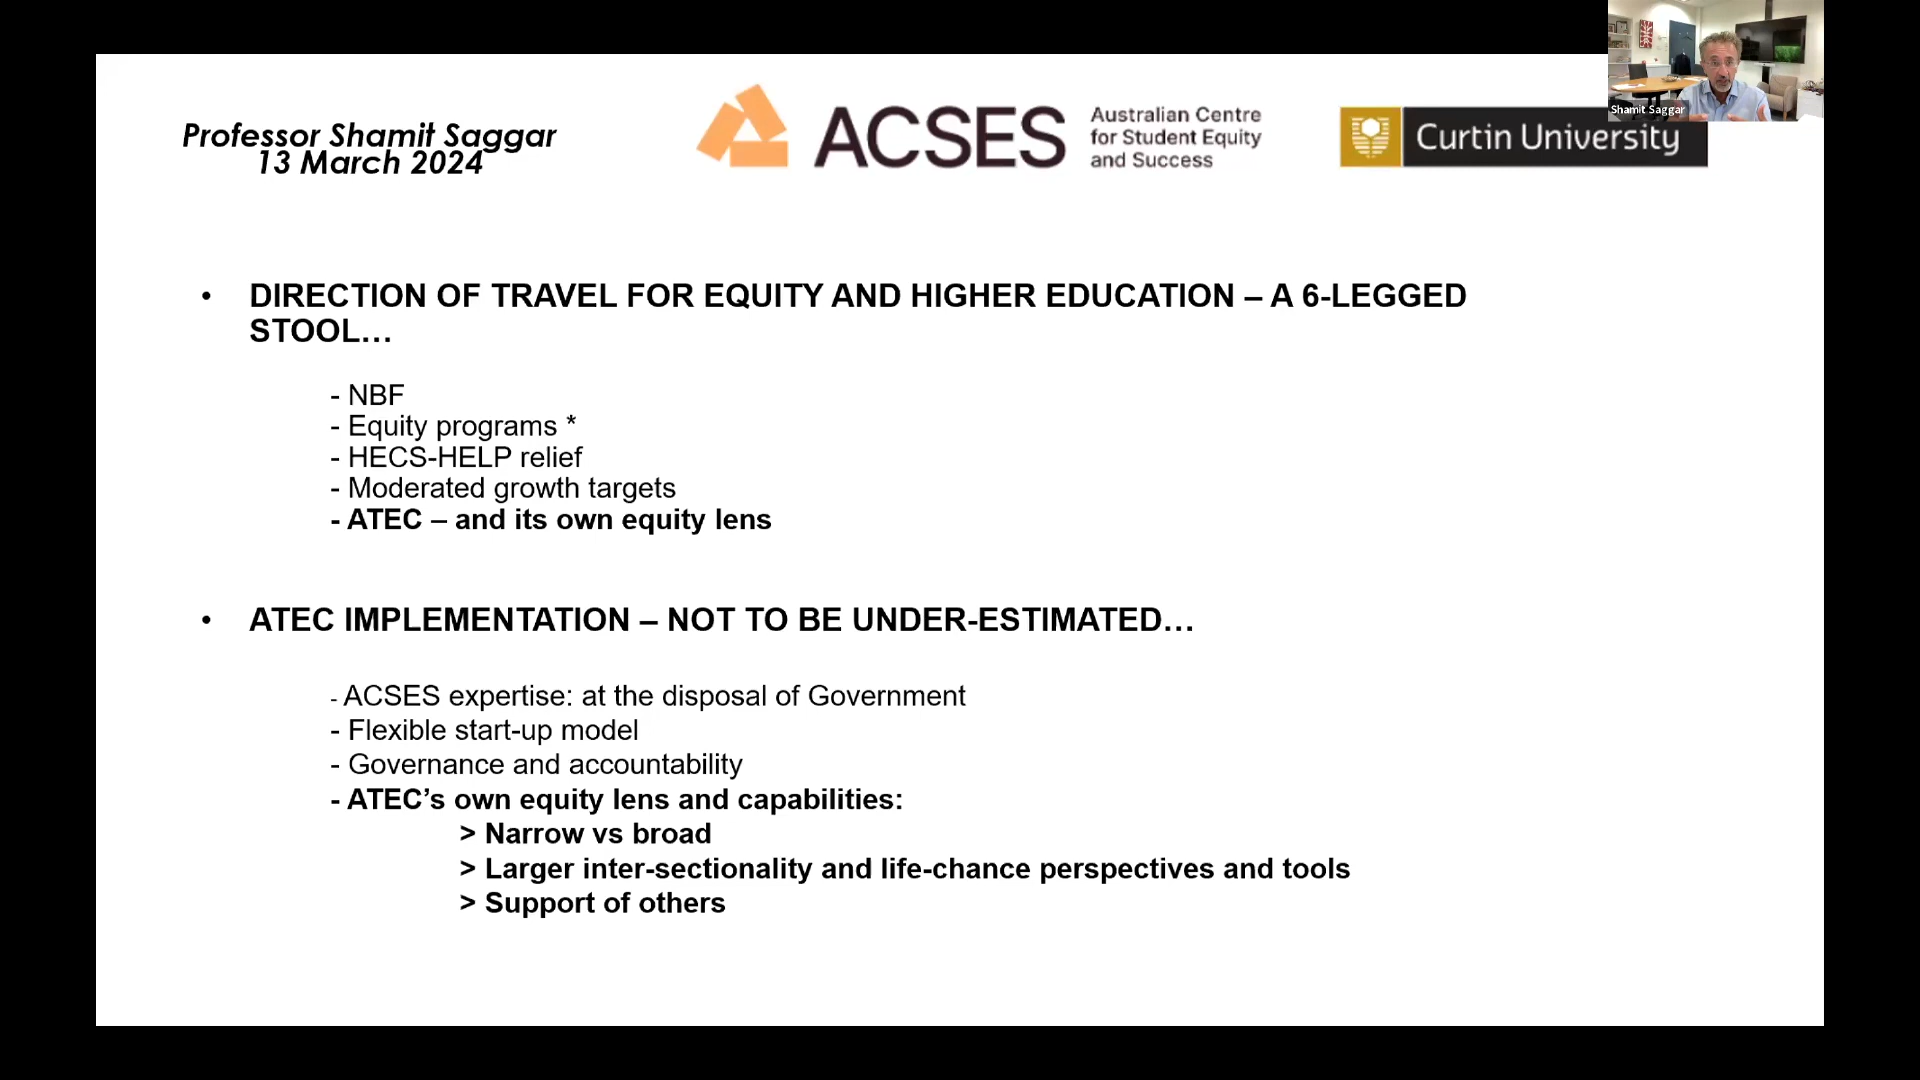 Professor Shamit Saggar
13 March 2024
ACSES
Australian Centre
for Student Equity
and Success
Curtin University
Shamit Saggar
• DIRECTION OF TRAVEL FOR EQUITY AND HIGHER EDUCATION – A 6-LEGGED
STOOL…
- NBF
- Equity programs *
- HECS-HELP relief
- Moderated growth targets
- ATEC – and its own equity lens
• ATEC IMPLEMENTATION – NOT TO BE UNDER-ESTIMATED…
- ACSES expertise: at the disposal of Government
- Flexible start-up model
- Governance and accountability
- ATEC’s own equity lens and capabilities:
> Narrow vs broad
> Larger inter-sectionality and life-chance perspectives and tools
> Support of others